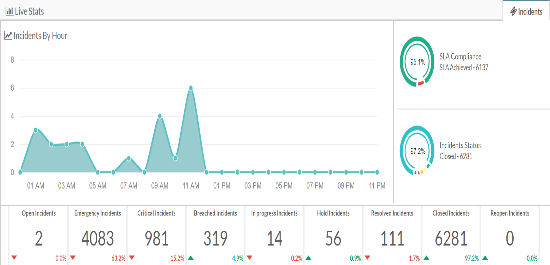 Live Stats
Incidents
Incidents By Hour
8
6
4
2
0
01 AM 03 AM 05 AM 07 AM 09 AM 11 AM 01 PM 03 PM 05 PM 07 PM 09 PM 11 PM
SLA Compliance
SLA Achieved - 6137
Incidents Status
Closed - 6281
97.2%
Open Incidents Emergency Incidents Critical Incidents Breached Incidents In progress Incidents Hold Incidents Resolved Incidents Closed Incidents Reopen Incidents
2 4083 981 319 14 56 111 6281 0
0.0% 63.2% 15.2% 4.9% 0.2% 0.9% 1.7% 97.2% 0.0%